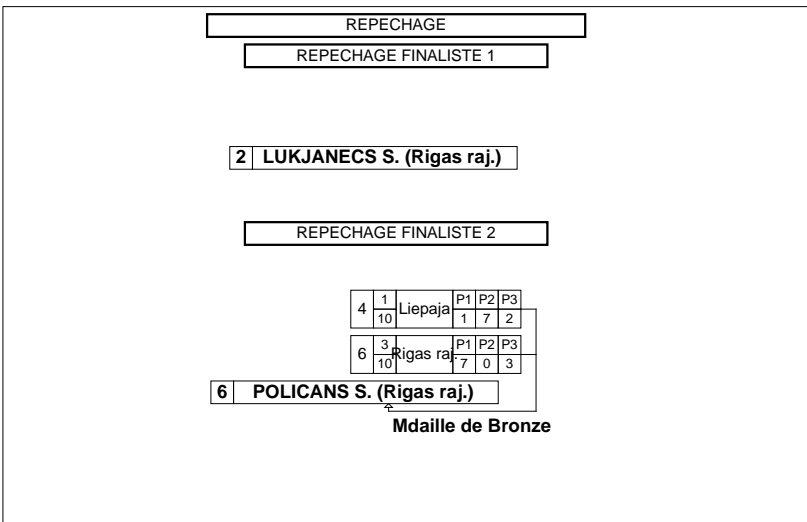 REPECHAGE
REPECHAGE FINALISTE 1
2 LUKJANECS S. (Rigas raj.)
REPECHAGE FINALISTE 2
4 1 Liepaja P1 P2 P3
10 1 7 2
6 3 Rigas raj. P1 P2 P3
10 7 0 3
6 POLICANS S. (Rigas raj.)
Mdaille de Bronze